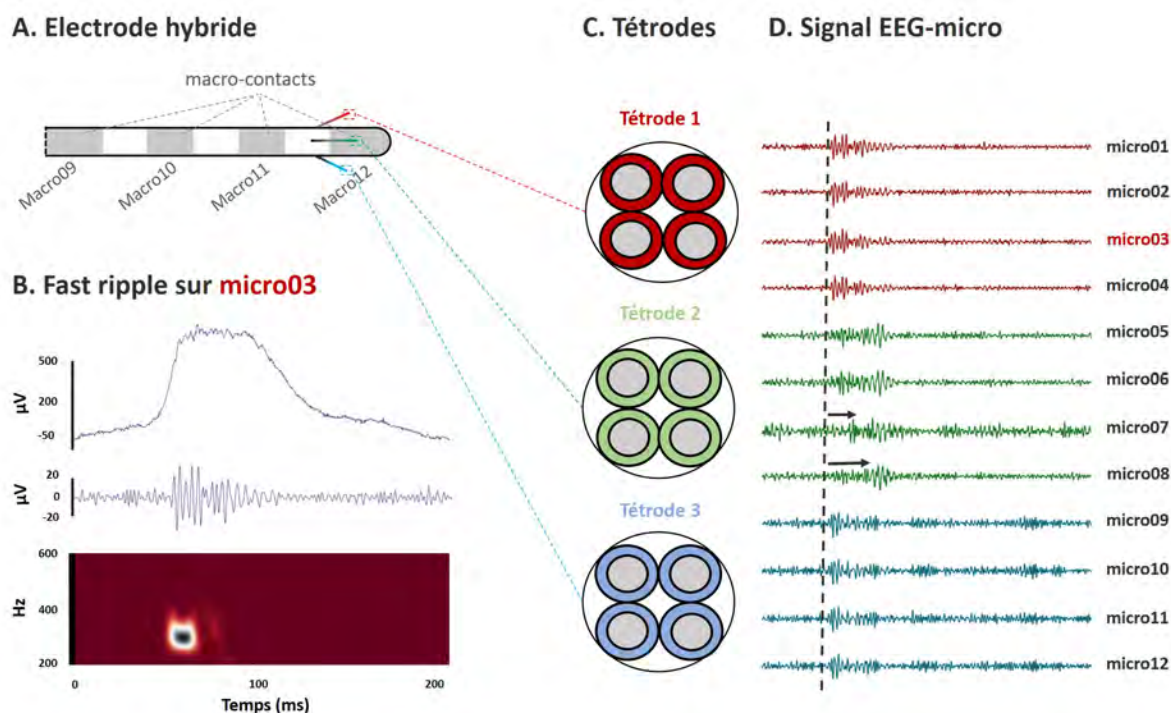 A. Electrode hybride
macro-contacts
Macro09
Macro10
Macro11
Macro12
B. Fast ripple sur micro03
500
200
-50
µV
20
0
-20
µV
600
400
200
Hz
0
100
200
Temps (ms)
C. Tétrodes
Tétrode 1
Tétrode 2
Tétrode 3
D. Signal EEG-micro
micro01
micro02
micro03
micro04
micro05
micro06
micro07
micro08
micro09
micro10
micro11
micro12